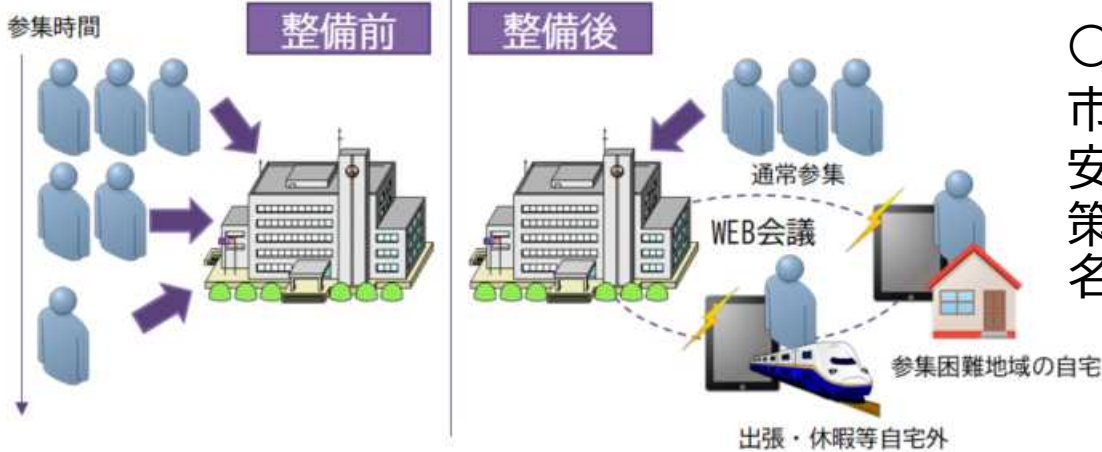 参集時間
整備前
整備後
通常参集
WEB会議
参集困難地域の自宅
出張・休暇等自宅外
○
市
安
策
名